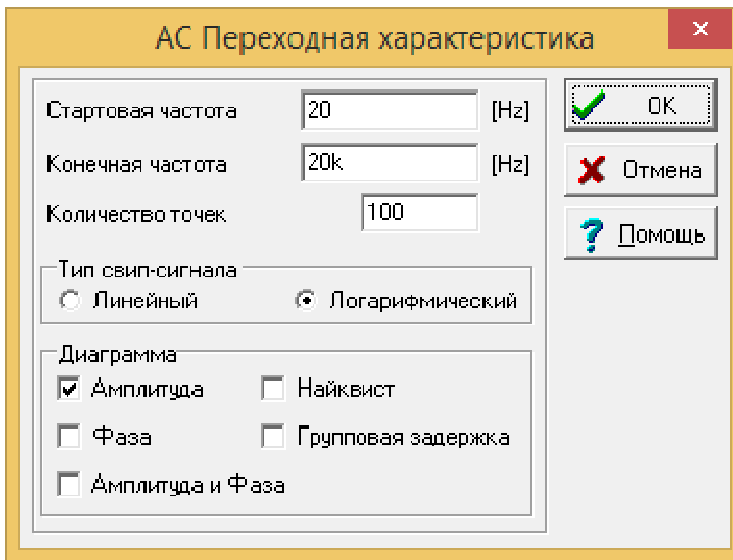 АС Переходная характеристика
Стартовая частота 20 [Hz]
Конечная частота 20k [Hz]
Количество точек 100
OK
Отмена
Помощь
Тип свип-сигнала
Линейный Логарифмический
Диаграмма
Амплитуда Найквист
Фаза Групповая задержка
Амплитуда и Фаза